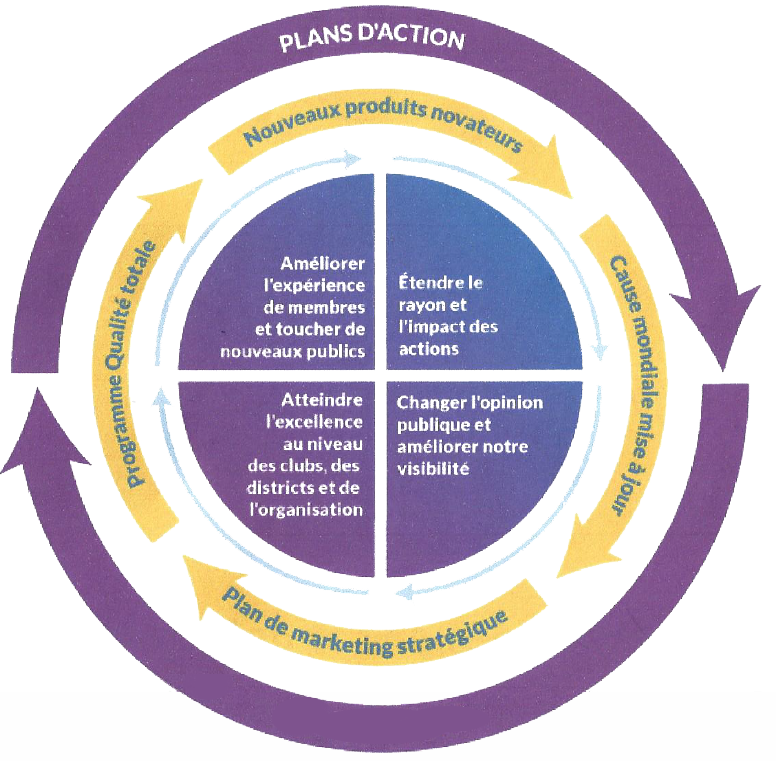 PLANS D'ACTION
Nouveaux produits novateurs
Cause mondiale mise à jour
Plan de marketing stratégique
Programme Qualité totale
Améliorer
l'expérience
de membres
et toucher de
nouveaux publics
Étendre le
rayon et
l'impact des
actions
Atteindre
l'excellence
au niveau
des clubs, des
districts et de
l'organisation
Changer l'opinion
publique et
améliorer notre
visibilité